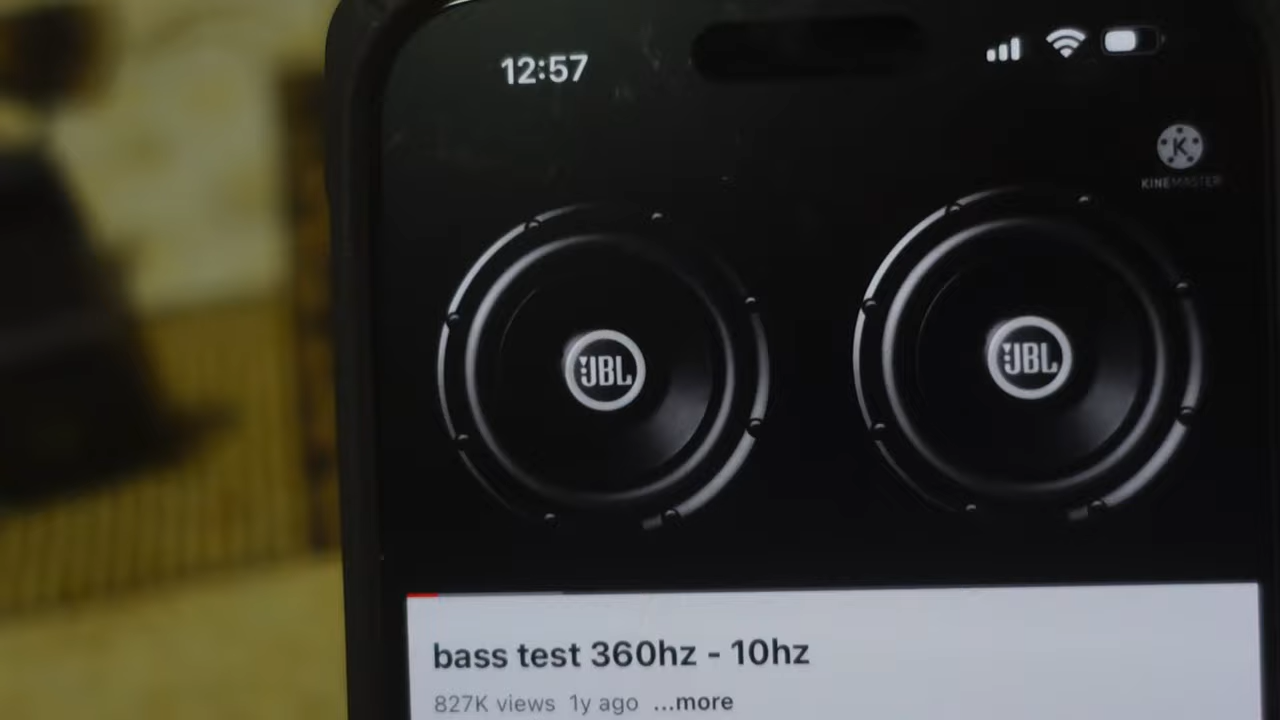 12:57
K
KINEMASTER
JBL
JBL
bass test 360hz - 10hz
827K views 1y ago ...more